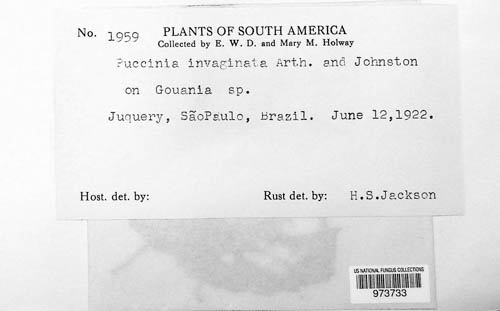 No. 1959 PLANTS OF SOUTH AMERICA
Collected by E. W. D. and Mary M. Holway
Puccinia invaginata Arth. and Johnston
on Gouania sp.
Juquery, SãoPaulo, Brazil. June 12,1922.
Host. det. by: Rust det. by: H.S.Jackson
US NATIONAL FUNGUS COLLECTIONS
973733